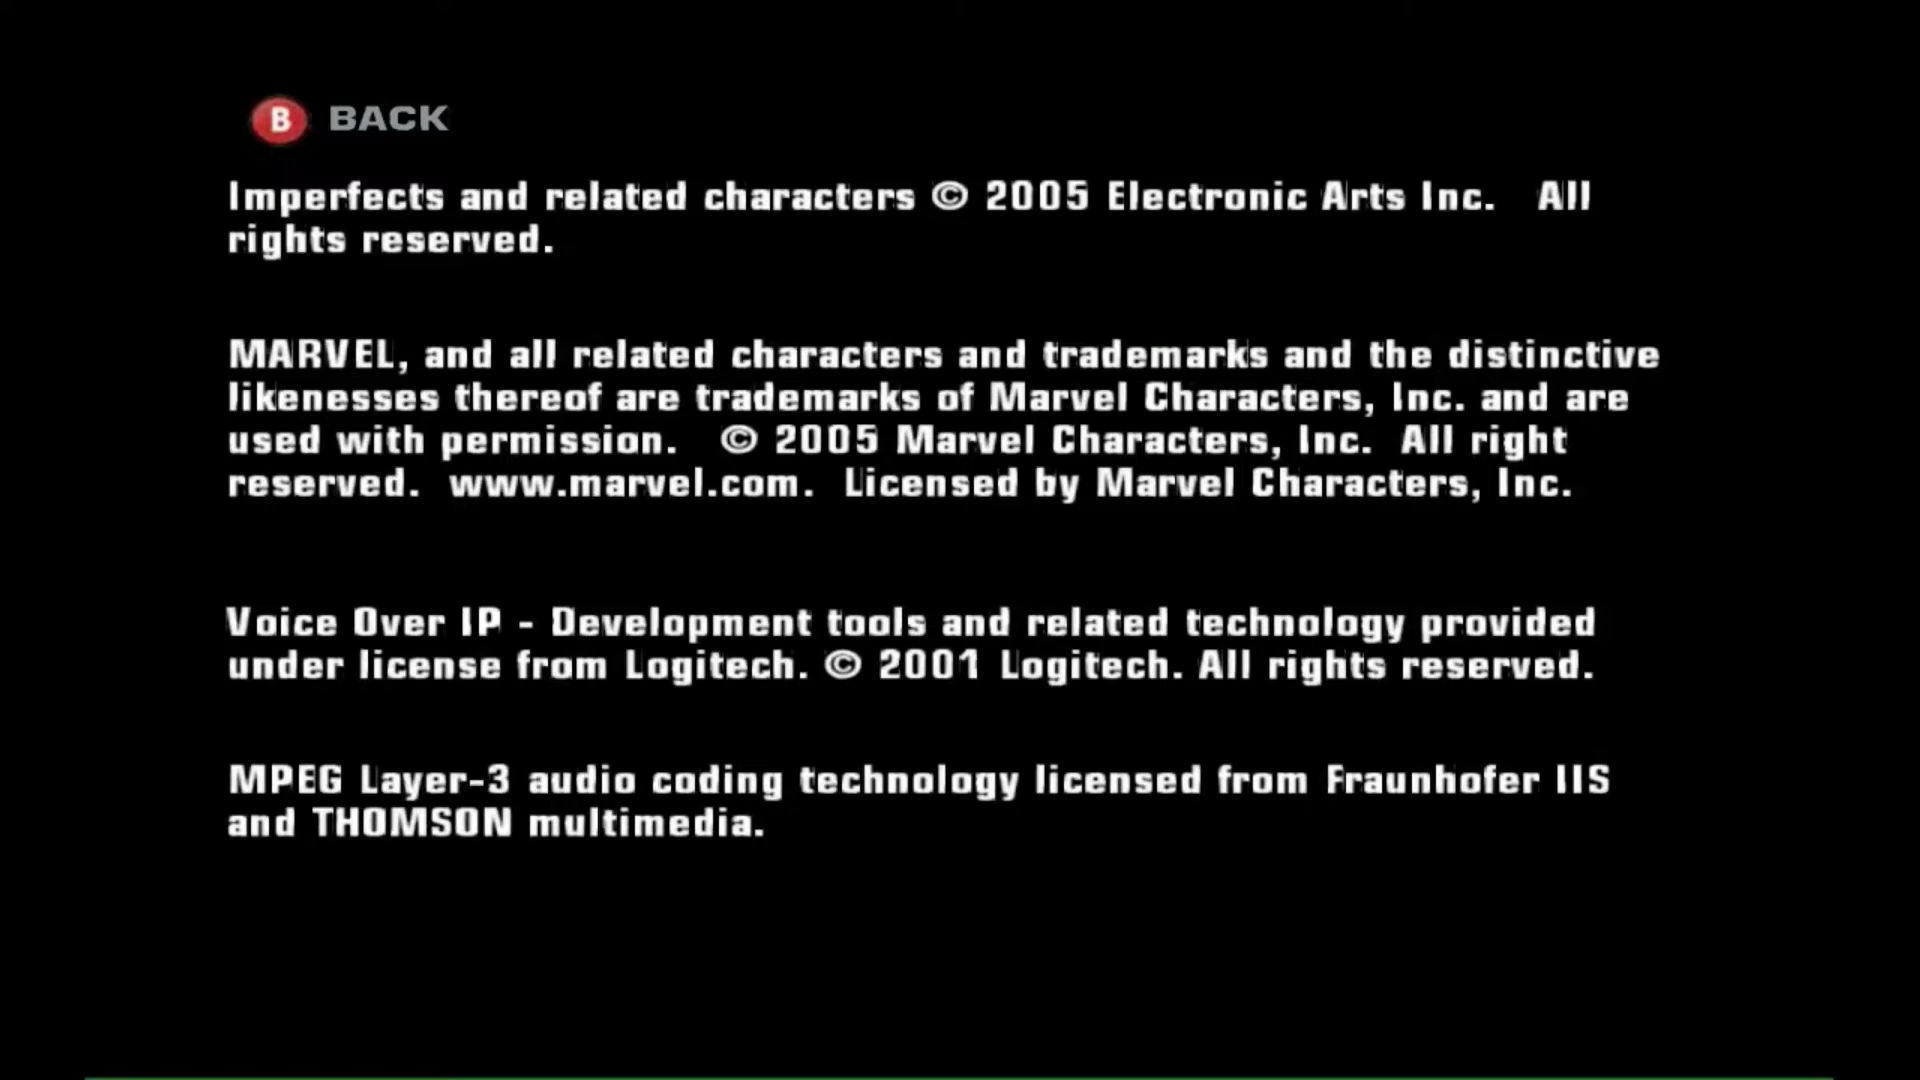 B BACK
Imperfects and related characters © 2005 Electronic Arts Inc. All
rights reserved.
MARVEL, and all related characters and trademarks and the distinctive
likenesses thereof are trademarks of Marvel Characters, Inc. and are
used with permission. © 2005 Marvel Characters, Inc. All right
reserved. www.marvel.com. Licensed by Marvel Characters, Inc.
Voice Over IP - Development tools and related technology provided
under license from Logitech. © 2001 Logitech. All rights reserved.
MPEG Layer-3 audio coding technology licensed from Fraunhofer IIS
and THOMSON multimedia.